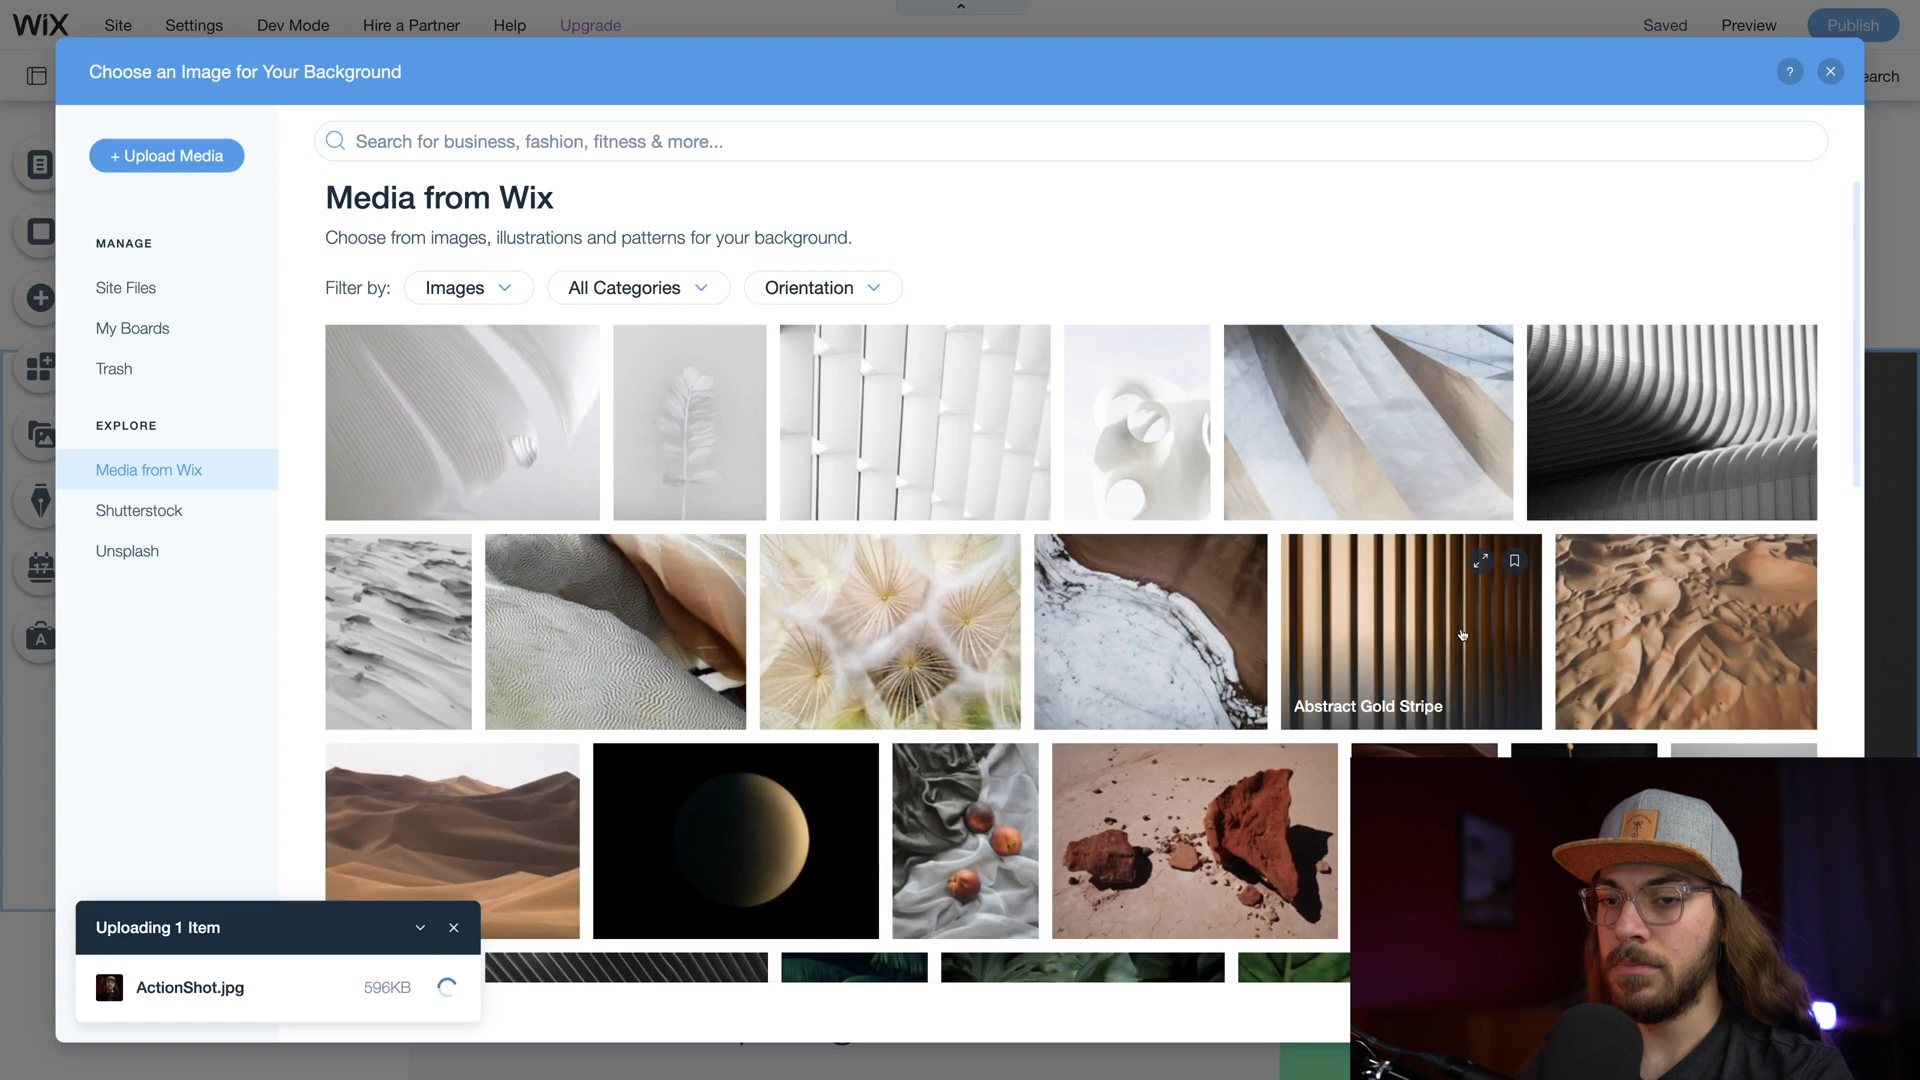 WiX Site Settings Dev Mode Hire a Partner Help Upgrade Saved Preview Publish
Choose an Image for Your Background ?
earch
+ Upload Media
Search for business, fashion, fitness & more...
Media from Wix
Choose from images, illustrations and patterns for your background.
MANAGE
Site Files
My Boards
Trash
EXPLORE
Media from Wix
Shutterstock
Unsplash
Filter by: Images All Categories Orientation
17
A
Abstract Gold Stripe
Uploading 1 Item
ActionShot.jpg 596KB